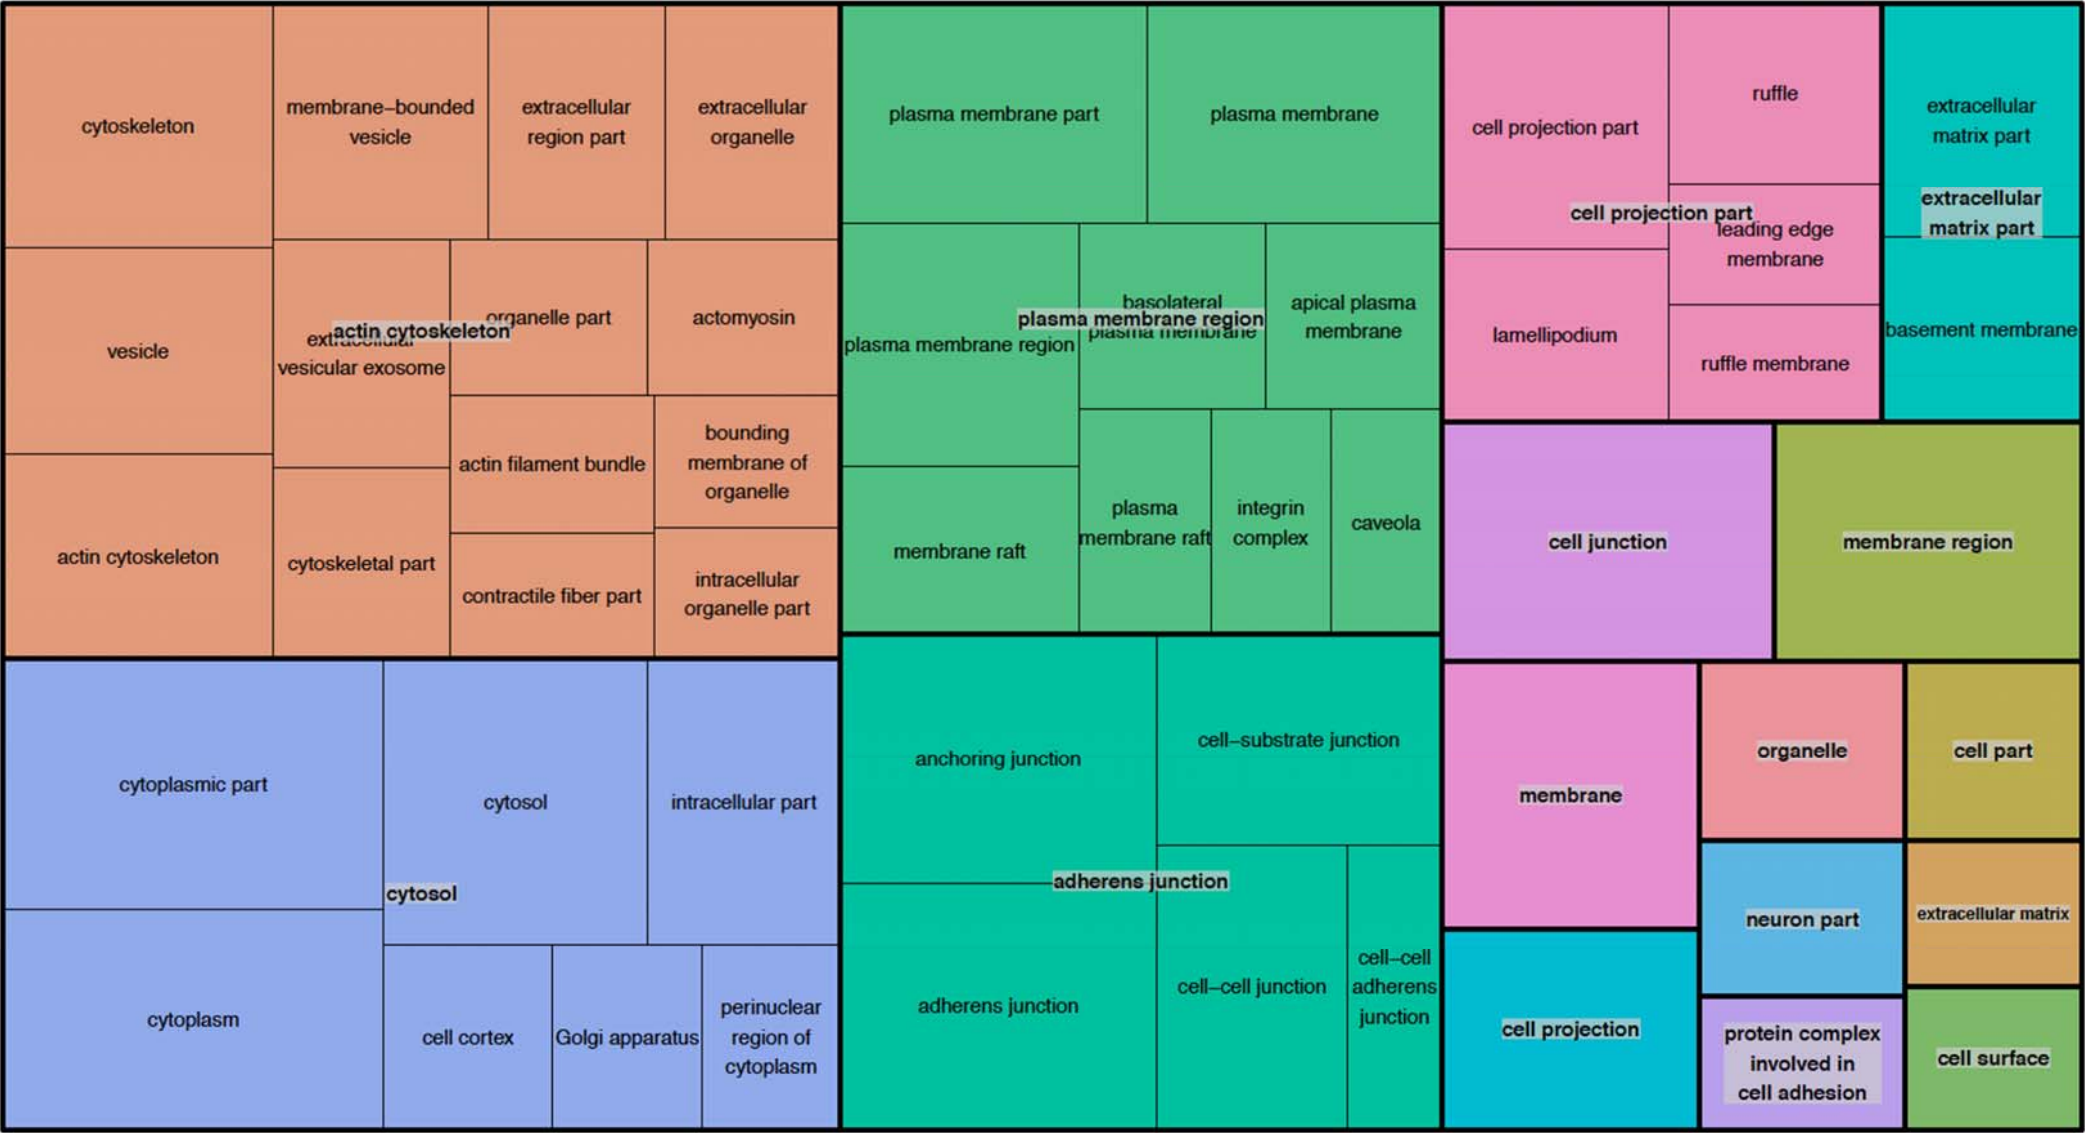 cytoskeleton
membrane–bounded
vesicle
extracellular
region part
extracellular
organelle
vesicle
extracellular
vesicular exosome
organelle part
actomyosin
actin cytoskeleton
actin filament bundle
bounding
membrane of
organelle
actin cytoskeleton
cytoskeletal part
contractile fiber part
intracellular
organelle part
plasma membrane part
plasma membrane
plasma membrane region
basolateral
plasma membrane
apical plasma
membrane
plasma membrane region
membrane raft
plasma
membrane raft
integrin
complex
caveola
cell projection part
ruffle
cell projection part
leading edge
membrane
lamellipodium
ruffle membrane
extracellular
matrix part
extracellular
matrix part
basement membrane
cell junction
membrane region
cytoplasmic part
cytosol
intracellular part
cytosol
cytoplasm
cell cortex
Golgi apparatus
perinuclear
region of
cytoplasm
anchoring junction
cell–substrate junction
adherens junction
adherens junction
cell–cell junction
cell–cell
adherens
junction
membrane
organelle
cell part
neuron part
extracellular matrix
cell projection
protein complex
involved in
cell adhesion
cell surface